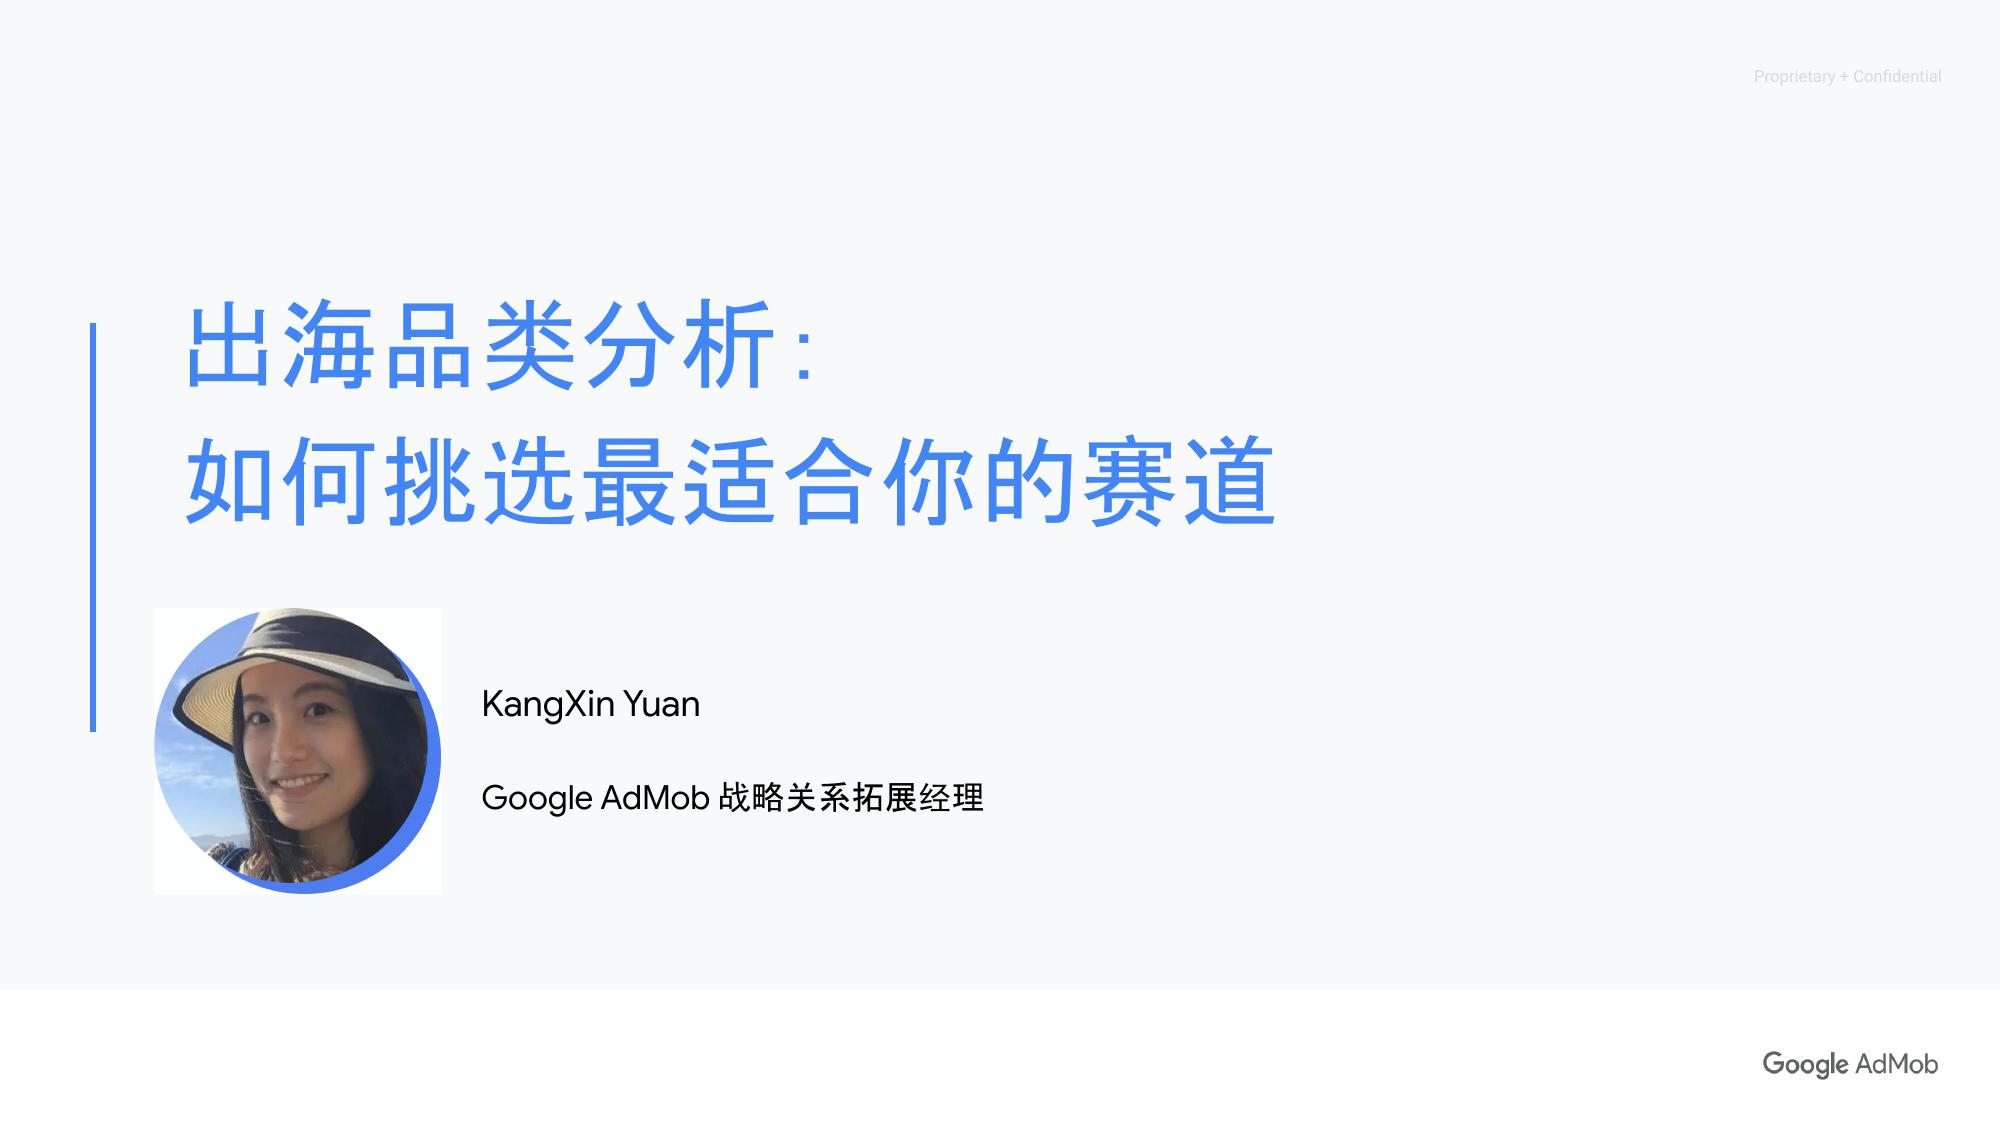 Proprietary + Confidential
出海品类分析：
如何挑选最适合你的赛道
KangXin Yuan
Google AdMob 战略关系拓展经理
Google AdMob